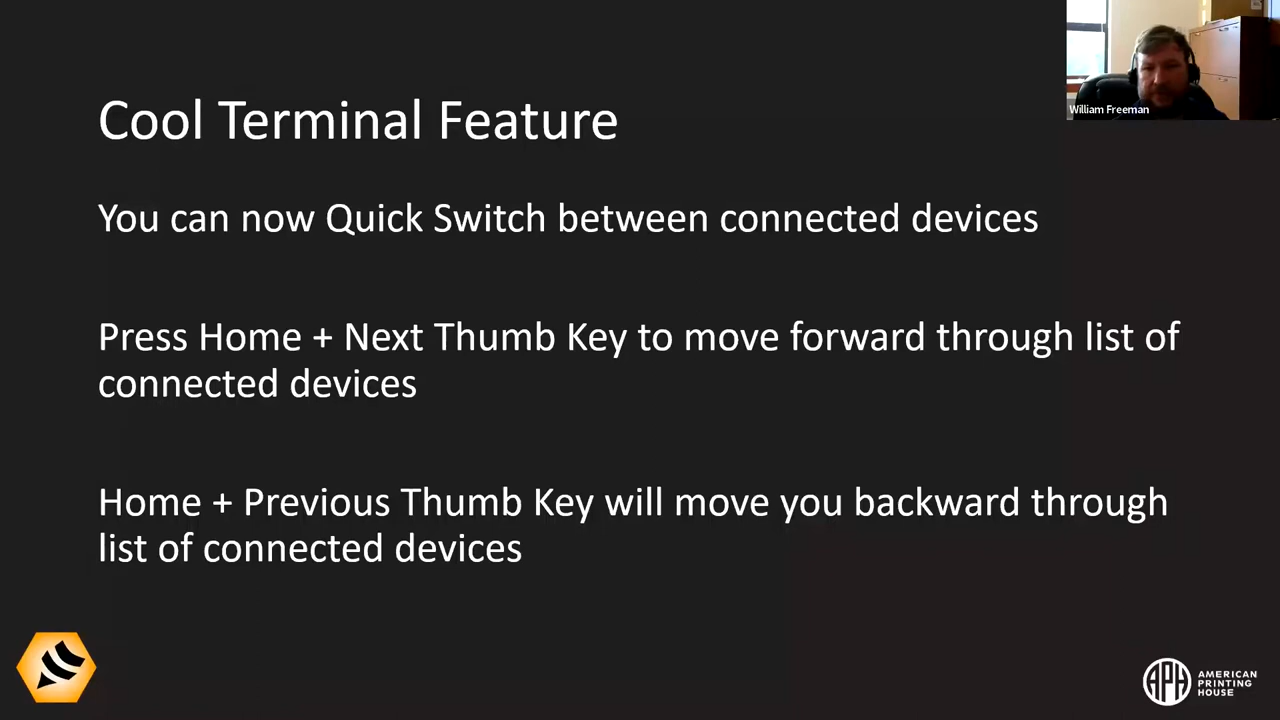 William Freeman
Cool Terminal Feature
You can now Quick Switch between connected devices
Press Home + Next Thumb Key to move forward through list of
connected devices
Home + Previous Thumb Key will move you backward through
list of connected devices
APH
AMERICAN
PRINTING
HOUSE